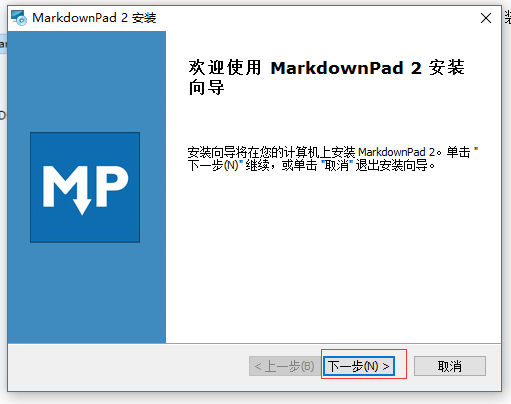 MarkdownPad 2 安装
欢迎使用 MarkdownPad 2 安装
向导
安装向导将在您的计算机上安装 MarkdownPad 2。单击 "
下一步(N)" 继续，或单击 "取消" 退出安装向导。
MP
< 上一步(B)
下一步(N) >
取消